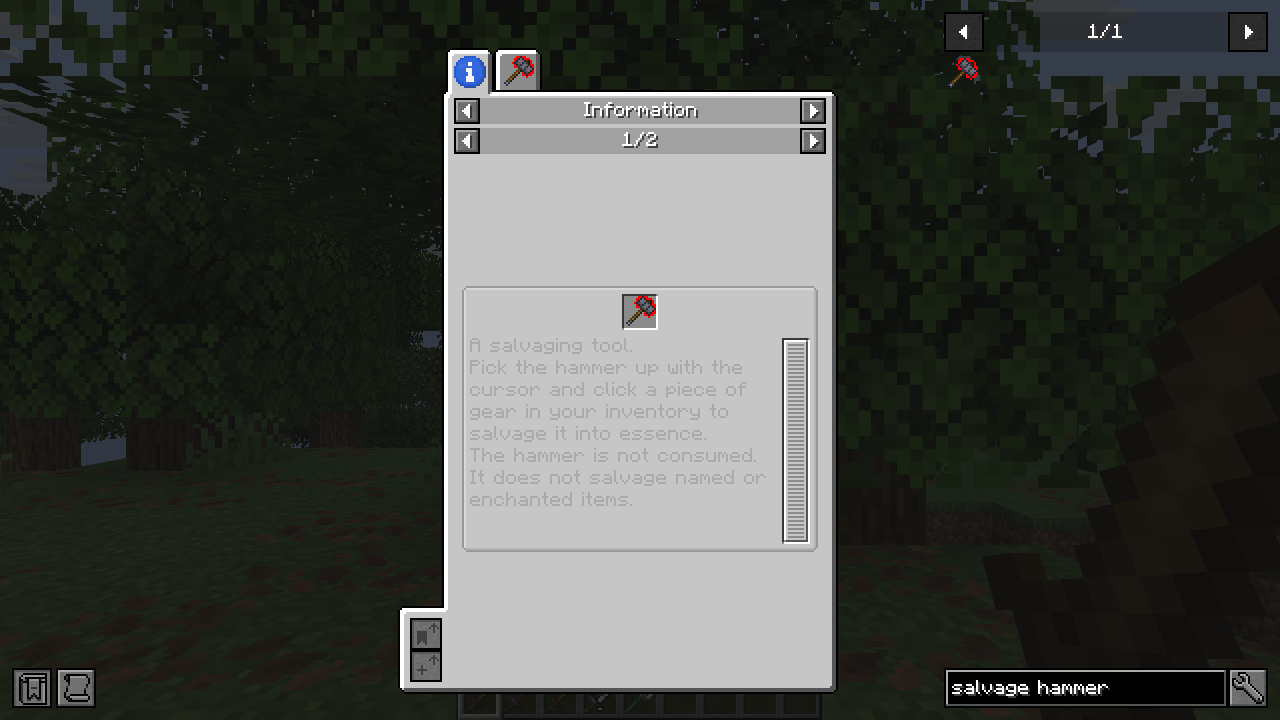 1/1
Information
1/2
A salvaging tool.
Pick the hammer up with the
cursor and click a piece of
gear in your inventory to
salvage it into essence.
The hammer is not consumed.
It does not salvage named or
enchanted items.
salvage hammer